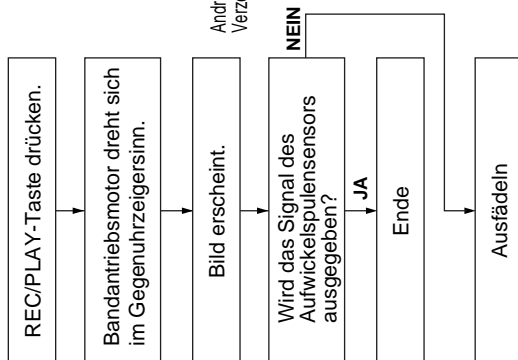 REC/PLAY-Taste drücken.
Bandantriebsmotor dreht sich
im Gegenuhrzeigersinn.
Bild erscheint.
Wird das Signal des
Aufwickelspulensensors
ausgegeben?
NEIN
JA
Ende
Ausfädeln